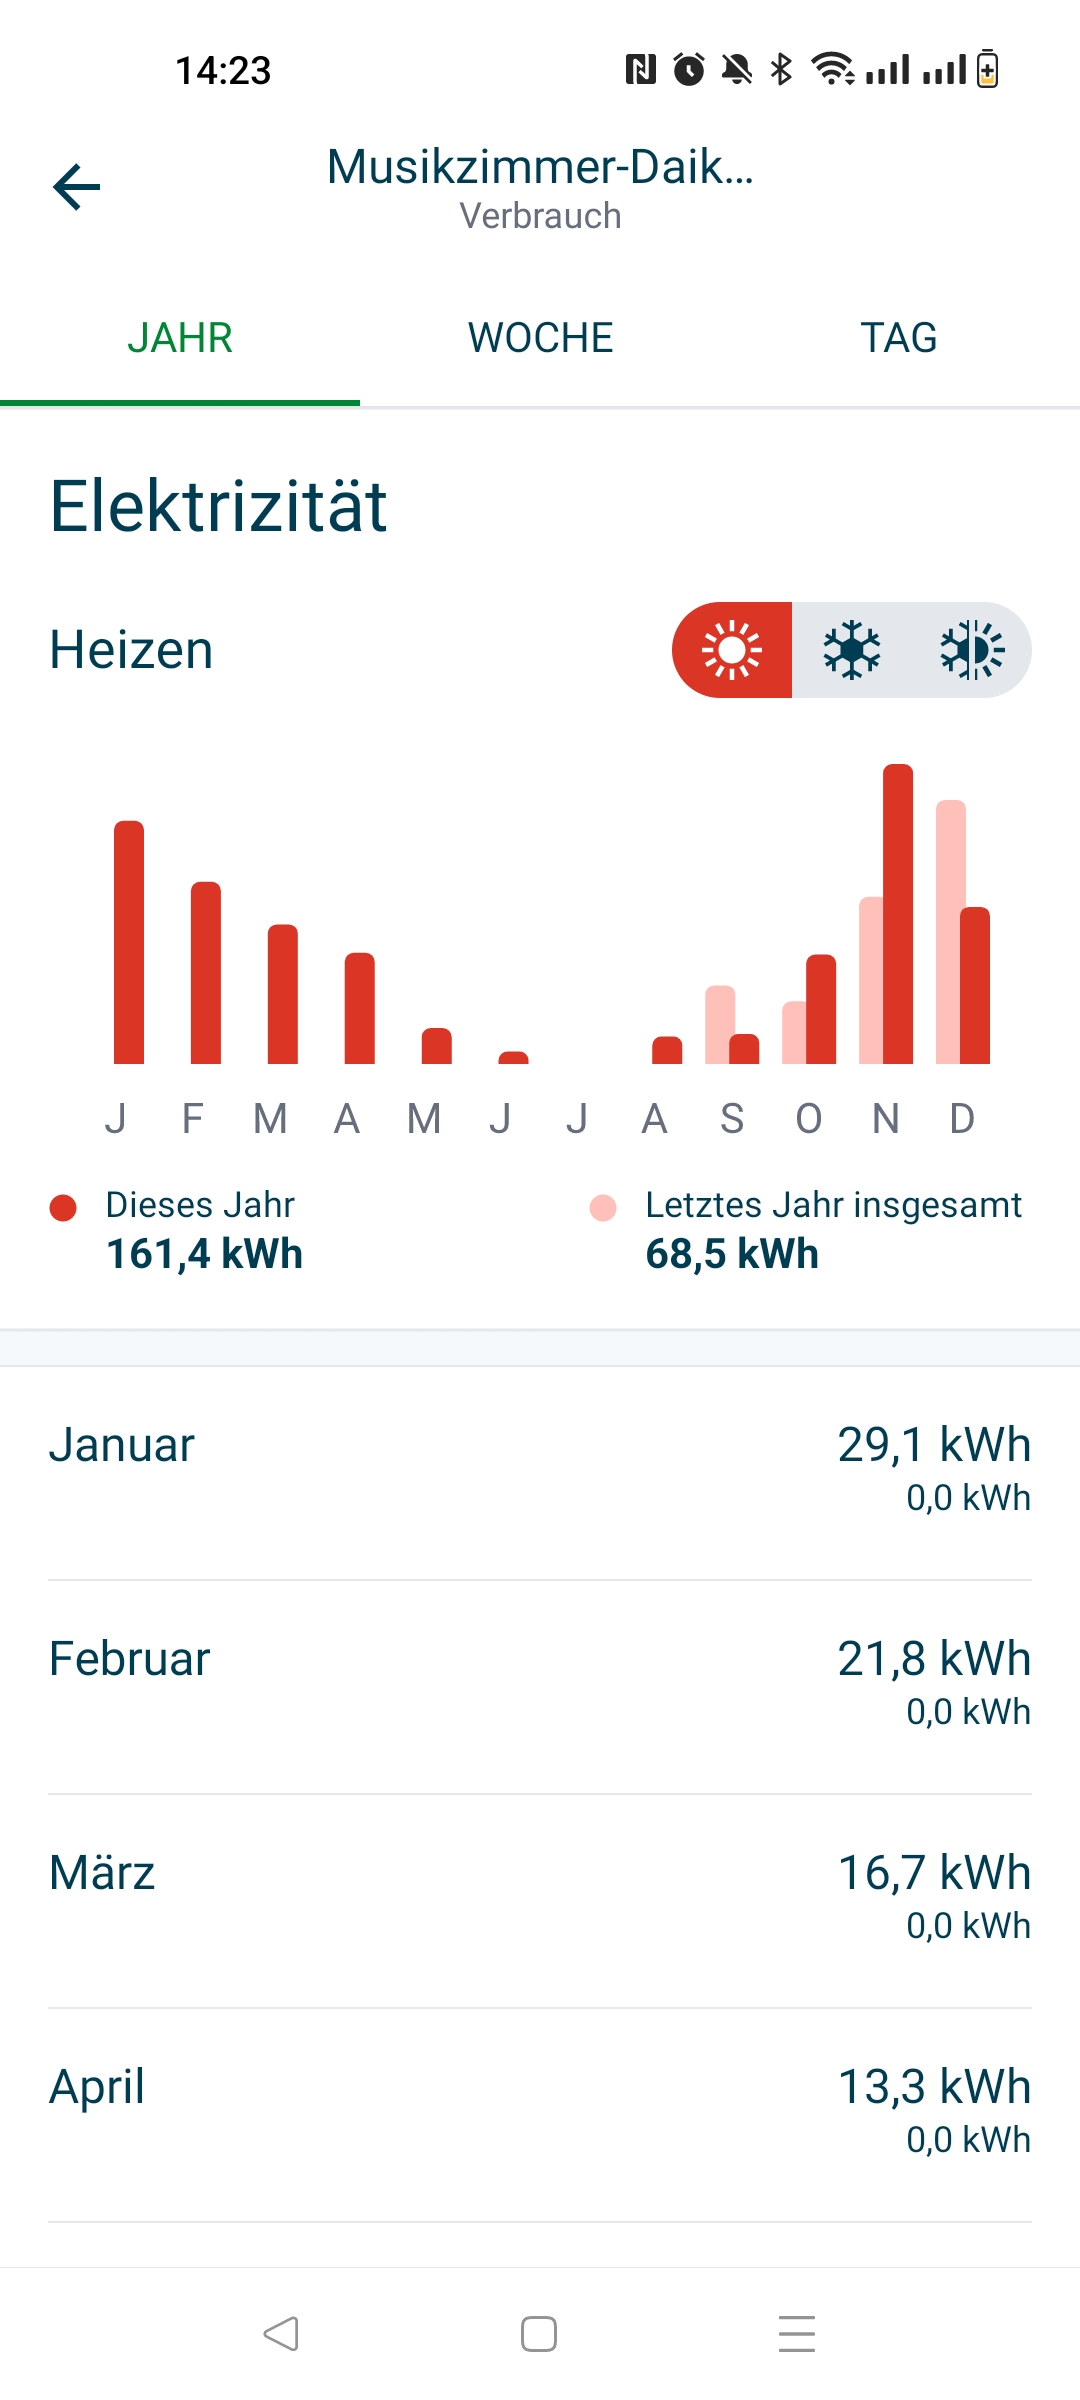 14:23
Musikzimmer-Daik...
Verbrauch
JAHR WOCHE TAG
Elektrizität
Heizen
J F M A M J J A S O N D
Dieses Jahr Letztes Jahr insgesamt
161,4 kWh 68,5 kWh
Januar 29,1 kWh
0,0 kWh
Februar 21,8 kWh
0,0 kWh
März 16,7 kWh
0,0 kWh
April 13,3 kWh
0,0 kWh